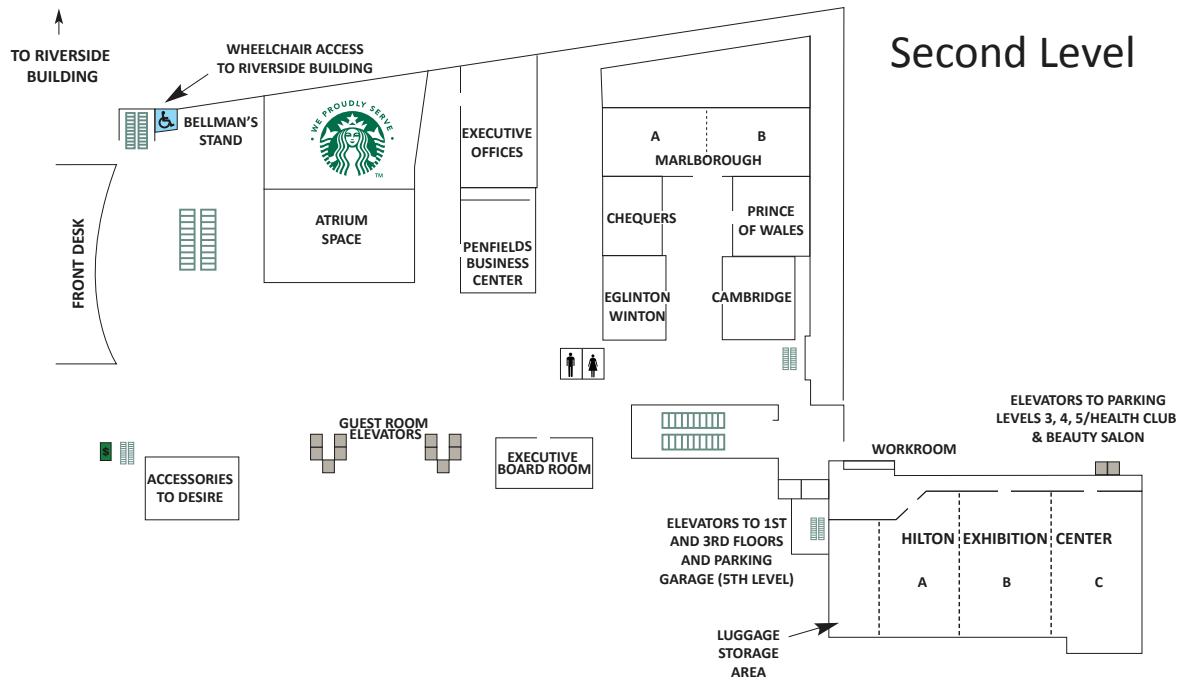 Second Level
TO RIVERSIDE
BUILDING
WHEELCHAIR ACCESS
TO RIVERSIDE BUILDING
BELLMAN'S
STAND
WE PROUDLY SERVE
TM
EXECUTIVE
OFFICES
A
B
MARLBOROUGH
CHEQUERS
PRINCE
OF WALES
ATRIUM
SPACE
PENFIELDS
BUSINESS
CENTER
FRONT DESK
EGLINTON
WINTON
CAMBRIDGE
GUEST ROOM
ELEVATORS
$
ACCESSORIES
TO DESIRE
EXECUTIVE
BOARD ROOM
ELEVATORS TO PARKING
LEVELS 3, 4, 5/HEALTH CLUB
& BEAUTY SALON
WORKROOM
ELEVATORS TO 1ST
AND 3RD FLOORS
AND PARKING
GARAGE (5TH LEVEL)
HILTON EXHIBITION CENTER
A
B
C
LUGGAGE
STORAGE
AREA